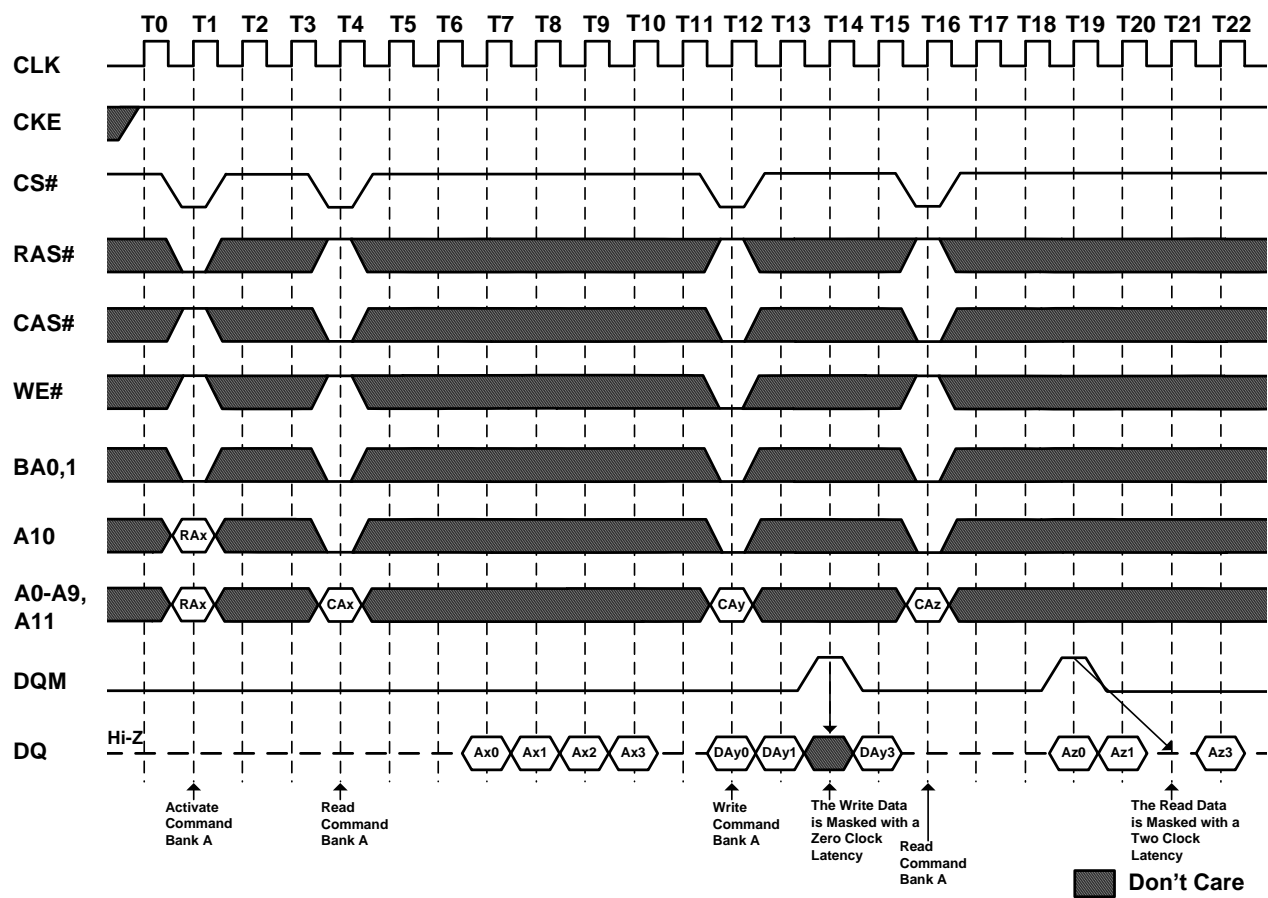 T0 T1 T2 T3 T4 T5 T6 T7 T8 T9 T10 T11 T12 T13 T14 T15 T16 T17 T18 T19 T20 T21 T22
CLK
CKE
CS#
RAS#
CAS#
WE#
BA0,1
A10 RAx
A0-A9,
A11
RAx CAx CAy CAz
DQM
Hi-Z
DQ Ax0 Ax1 Ax2 Ax3 DAy0 DAy1 DAy3 Az0 Az1 Az3
Activate
Command
Bank A
Read
Command
Bank A
Write
Command
Bank A
The Write Data
is Masked with a
Zero Clock
Latency
Read
Command
Bank A
The Read Data
is Masked with a
Two Clock
Latency
Don't Care